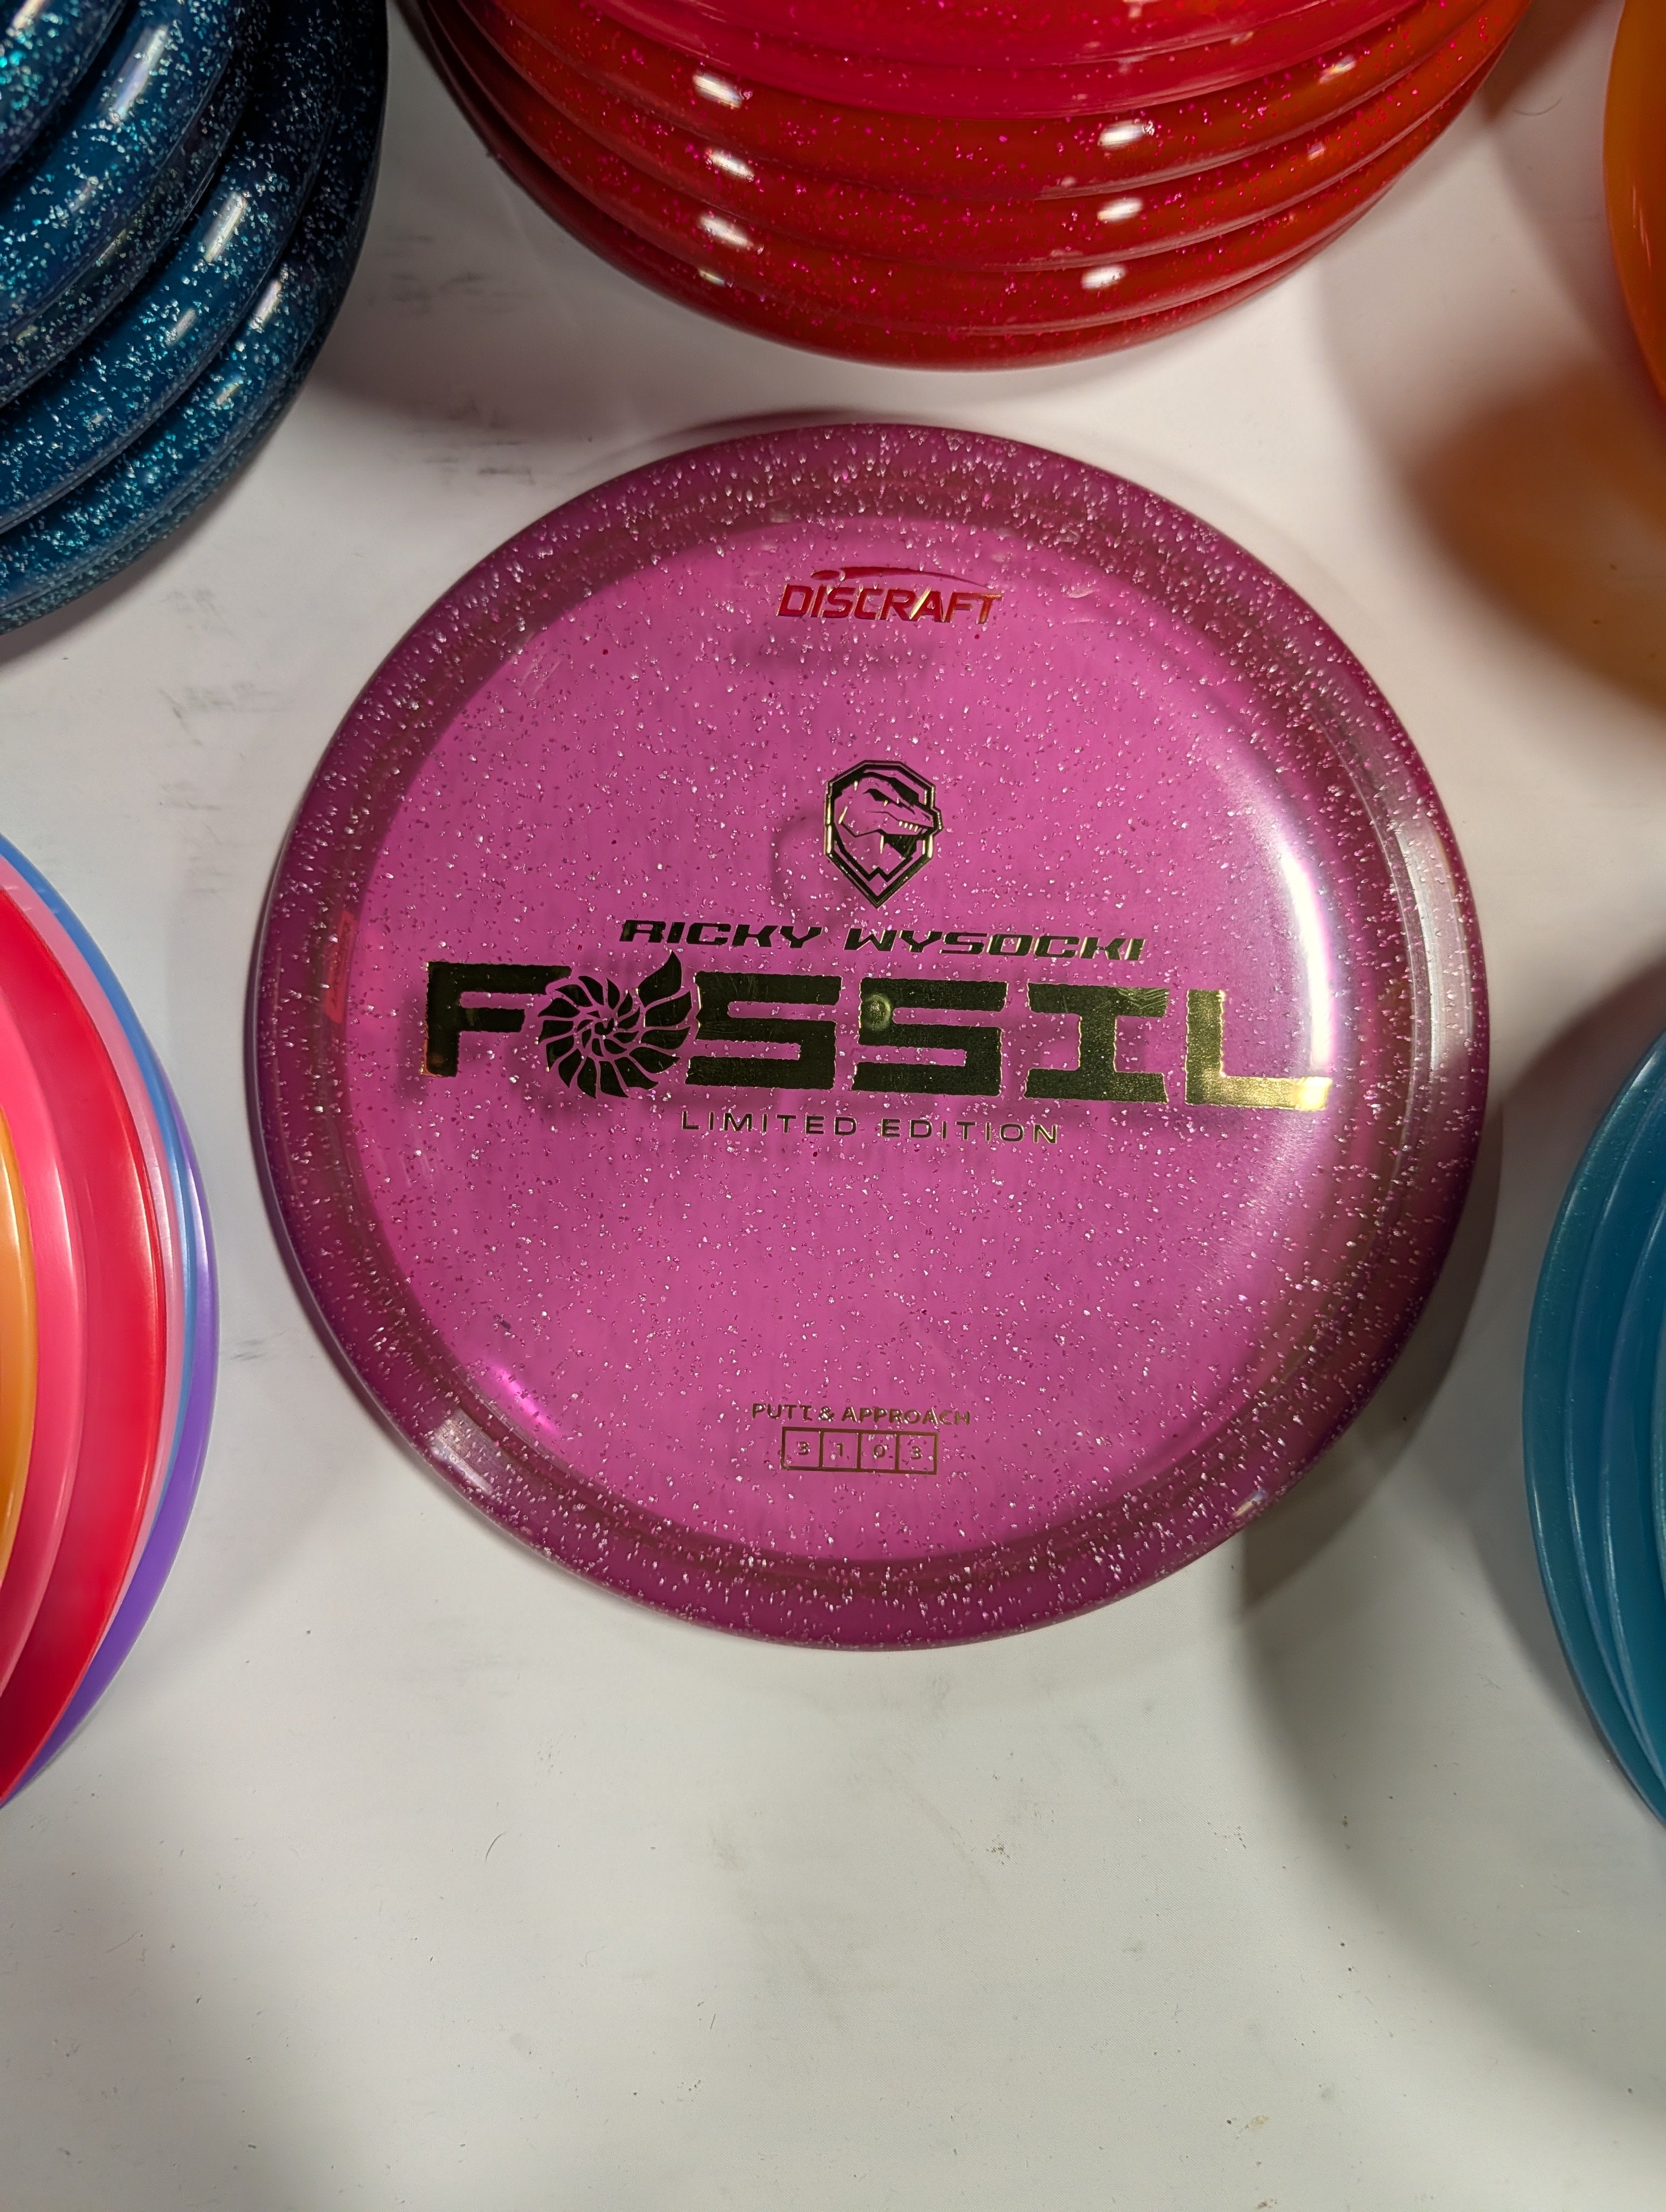 DISCRAFT
RICKY WYSOCKI
FOSSIL
LIMITED EDITION
PUTT & APPROACH
3 1 0 3